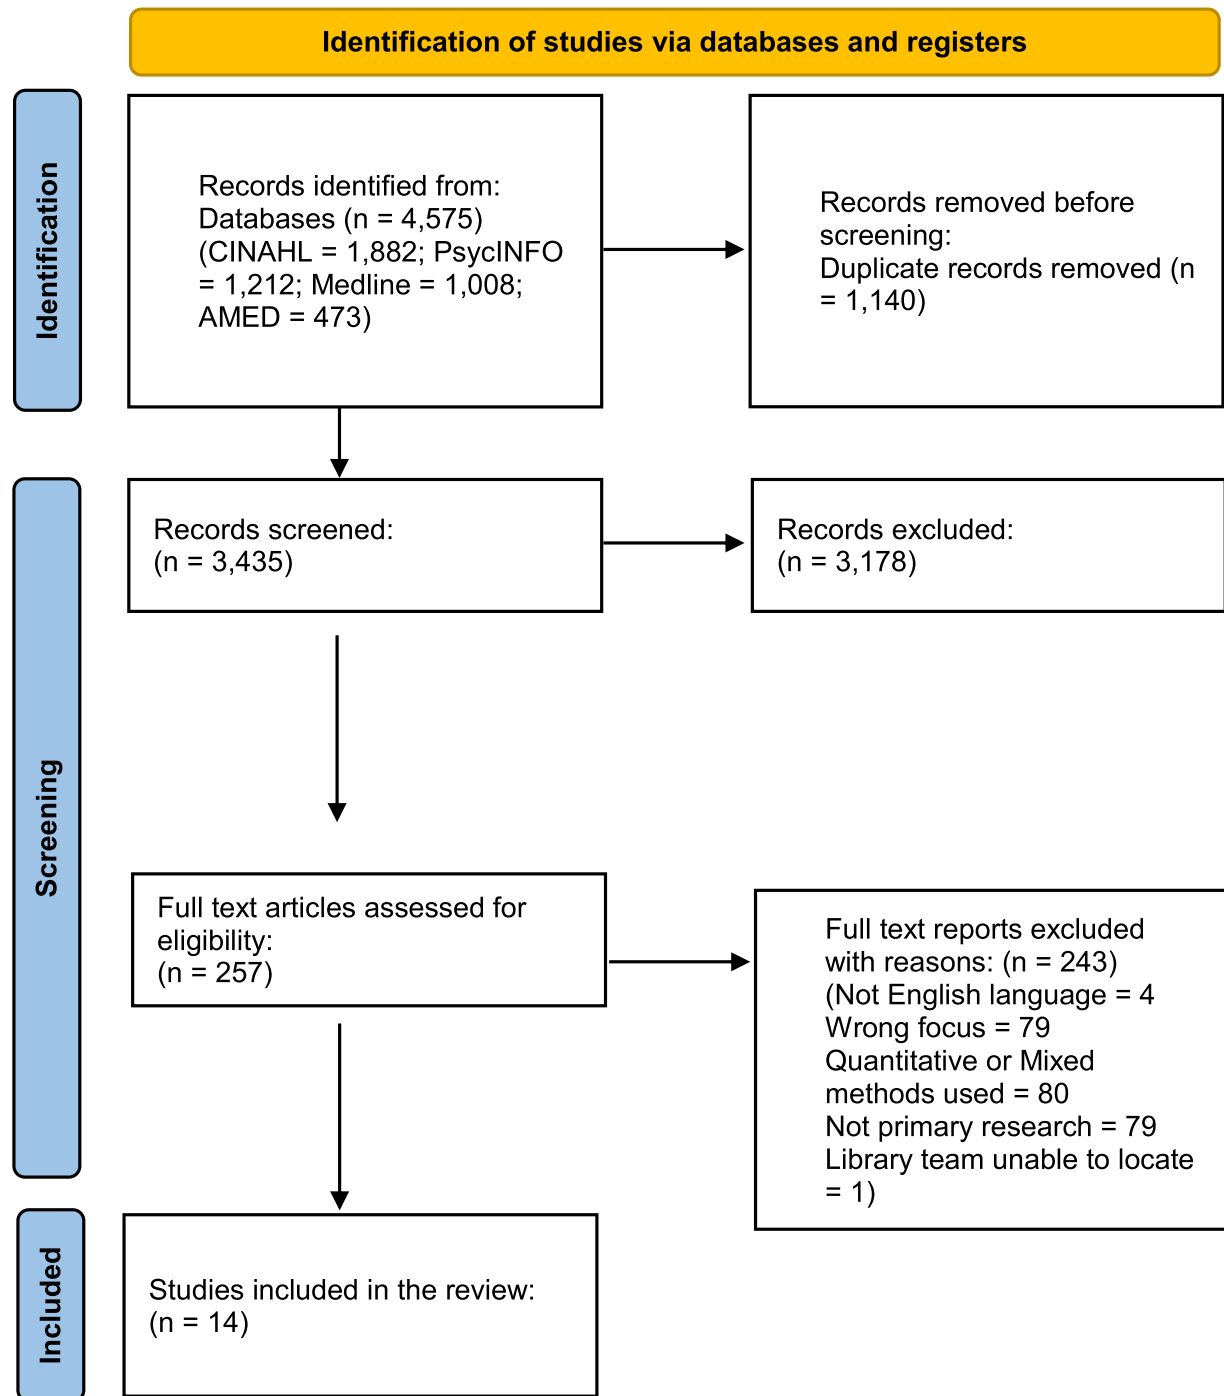 Identification of studies via databases and registers
Identification
Records identified from:
Databases (n = 4,575)
(CINAHL = 1,882; PsycINFO
= 1,212; Medline = 1,008;
AMED = 473)
Records removed before
screening:
Duplicate records removed (n
= 1,140)
Screening
Records screened:
(n = 3,435)
Records excluded:
(n = 3,178)
Full text articles assessed for
eligibility:
(n = 257)
Full text reports excluded
with reasons: (n = 243)
(Not English language = 4
Wrong focus = 79
Quantitative or Mixed
methods used = 80
Not primary research = 79
Library team unable to locate
= 1)
Included
Studies included in the review:
(n = 14)